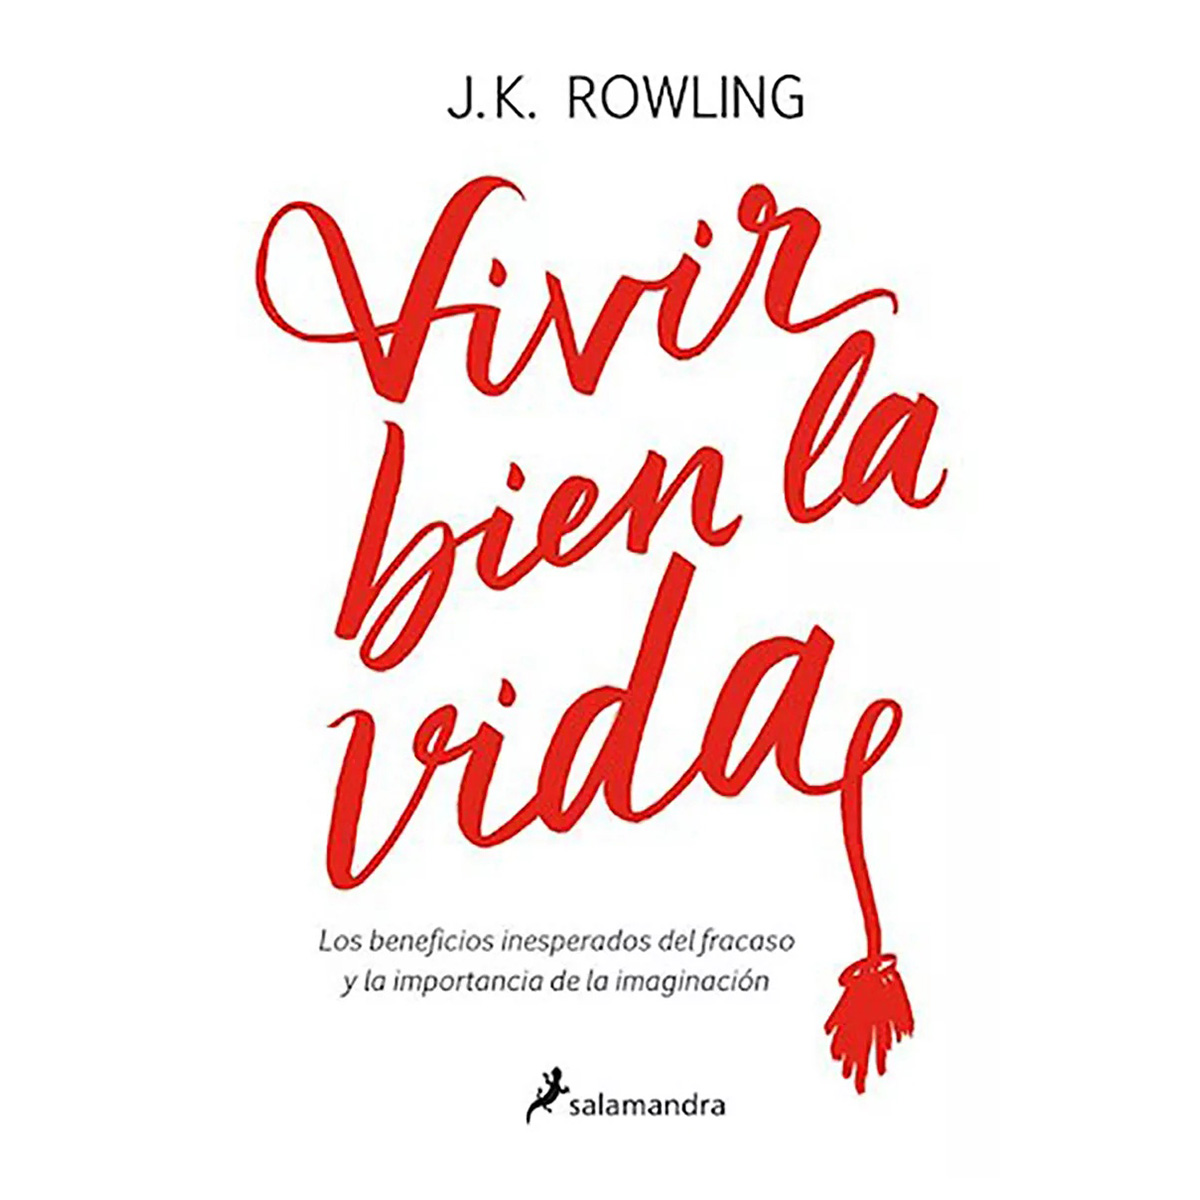 J.K. ROWLING
Vivir
bien la
vida
Los beneficios inesperados del fracaso
y la importancia de la imaginación
salamandra